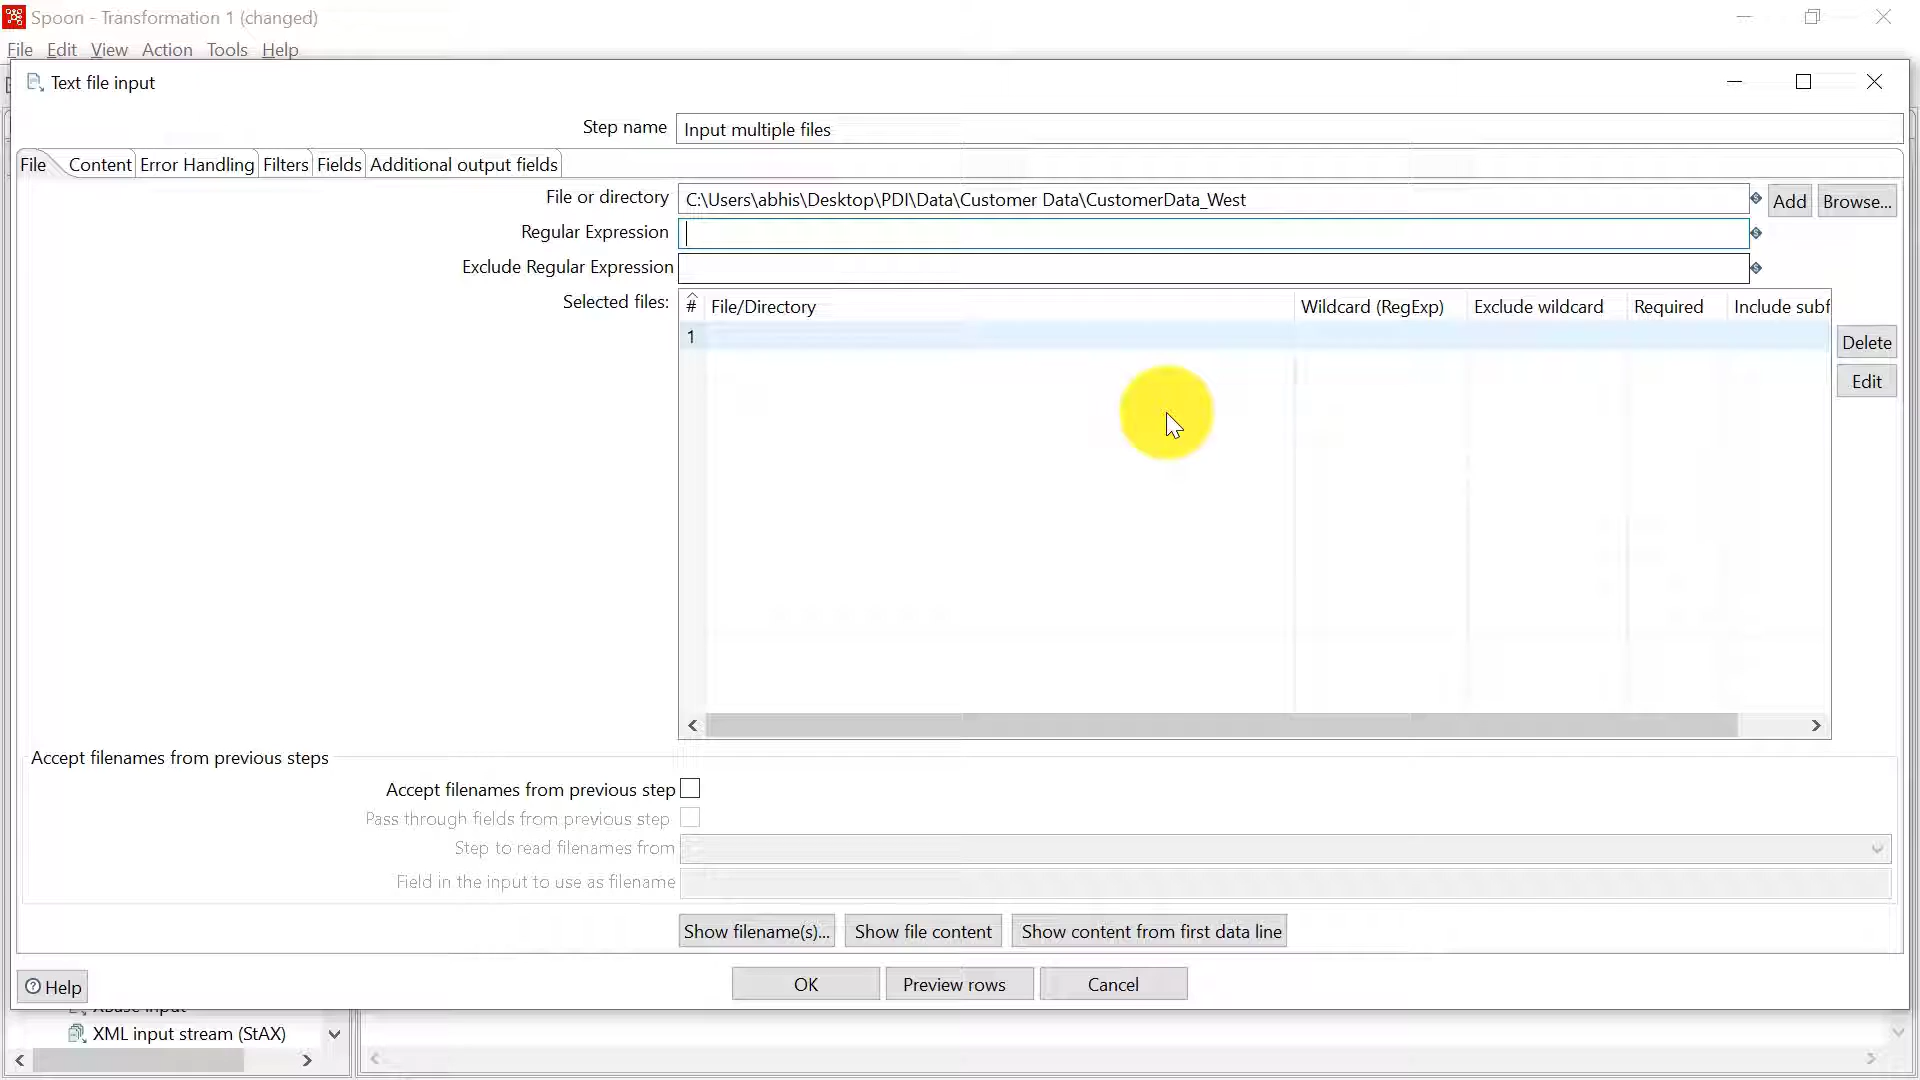 Spoon - Transformation 1 (changed)
File Edit View Action Tools Help
Text file input
Step name Input multiple files
File Content Error Handling Filters Fields Additional output fields
File or directory C:\Users\abhis\Desktop\PDI\Data\Customer Data\CustomerData_West Add Browse...
Regular Expression
Exclude Regular Expression
Selected files: # File/Directory Wildcard (RegExp) Exclude wildcard Required Include subf
1
Delete
Edit
Accept filenames from previous steps
Accept filenames from previous step
Pass through fields from previous step
Step to read filenames from
Field in the input to use as filename
Show filename(s)... Show file content Show content from first data line
Help OK Preview rows Cancel
XBase input
XML input stream (StAX)